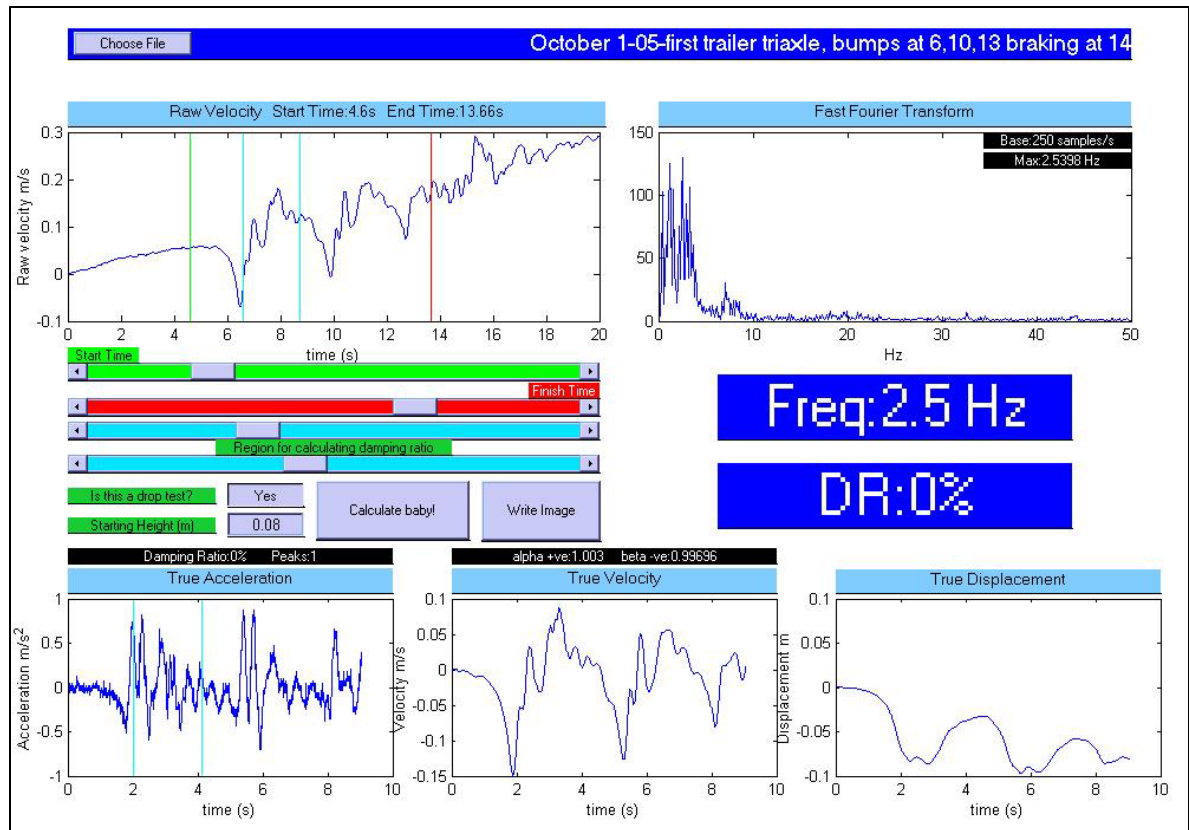 Choose File
October 1-05-first trailer triaxle, bumps at 6,10,13 braking at 14
Raw Velocity Start Time:4.6s End Time:13.66s
Raw velocity m/s
0.3
0.2
0.1
0
-0.1
0 2 4 6 8 10 12 14 16 18 20
time (s)
Fast Fourier Transform
Base:250 samples/s
Max:2.5398 Hz
150
100
50
0
0 10 20 30 40 50
Hz
Start Time
Finish Time
Region for calculating damping ratio
Is this a drop test?
Yes
Starting Height (m)
0.08
Calculate baby!
Write Image
Freq:2.5 Hz
DR:0%
Damping Ratio:0% Peaks:1
True Acceleration
Acceleration m/s²
1
0.5
0
-0.5
-1
0 2 4 6 8 10
time (s)
alpha +ve:1.003 beta -ve:0.99696
True Velocity
Velocity m/s
0.1
0.05
0
-0.05
-0.1
-0.15
0 2 4 6 8 10
time (s)
True Displacement
Displacement m
0.1
0.05
0
-0.05
-0.1
0 2 4 6 8 10
time (s)